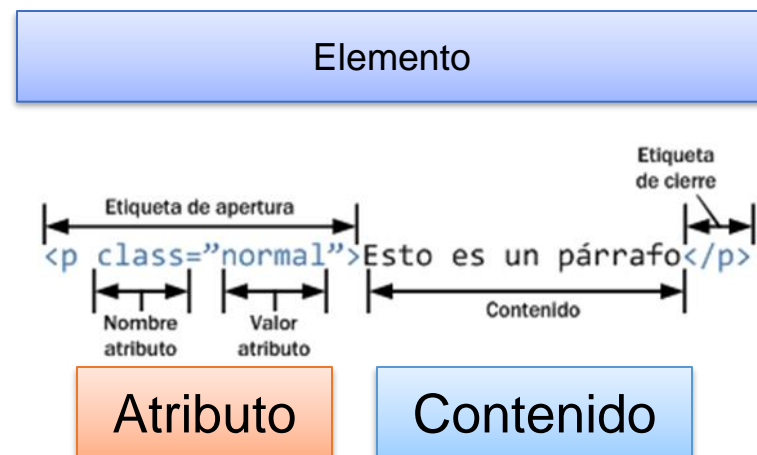 Elemento
Etiqueta
de cierre
Etiqueta de apertura
<p class=”normal”>Esto es un párrafo</p>
Nombre
atributo
Valor
atributo
Contenido
Atributo
Contenido